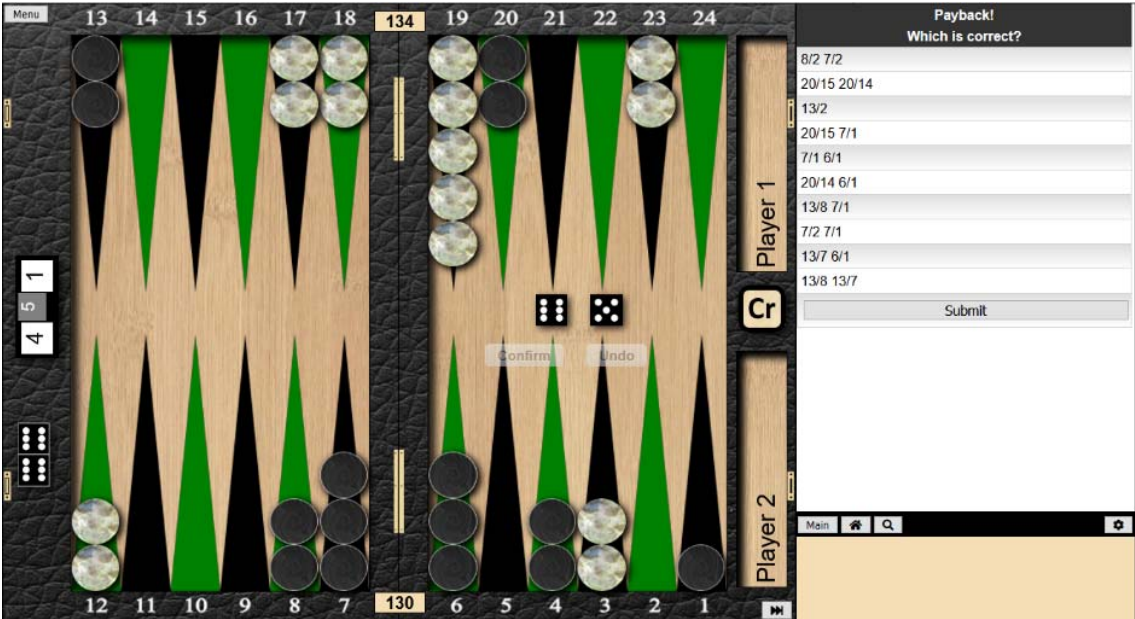 Menu
13 14 15 16 17 18 134 19 20 21 22 23 24
Payback!
Which is correct?
8/2 7/2
20/15 20/14
13/2
20/15 7/1
7/1 6/1
20/14 6/1
13/8 7/1
7/2 7/1
13/7 6/1
13/8 13/7
Submit
Player 1
1
5
4
Cr
Confirm Undo
Player 2
Main
12 11 10 9 8 7 130 6 5 4 3 2 1